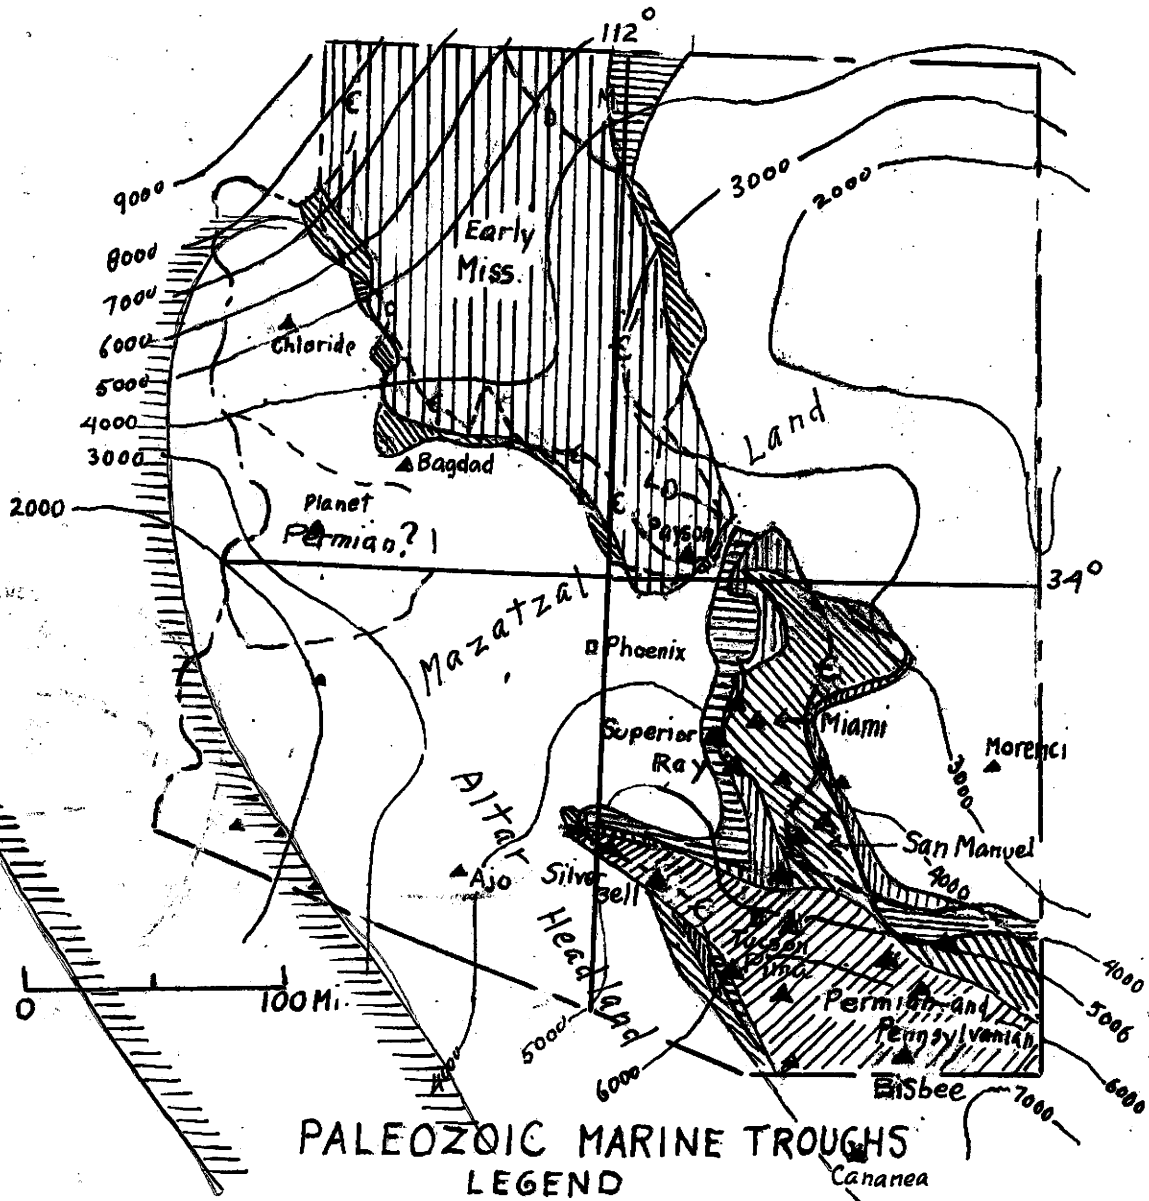 112°
3000
2000
9000
8000
7000
6000
5000
4000
3000
2000
Early
Miss.
Chloride
Bagdad
Land
Planet
Permian?
Payson
34°
Mazatzal
Phoenix
Superior
Ray
Miami
Morenci
3000
Altar
San Manuel
4000
Ajo
Silver
Bell
Tucson
Pima
Head land
4000
Permian and
Pennsylvanian
5000
0
100 Mi.
5000
4000
6000
Bisbee
6000
7000
PALEOZOIC MARINE TROUGHS
LEGEND
Cananea